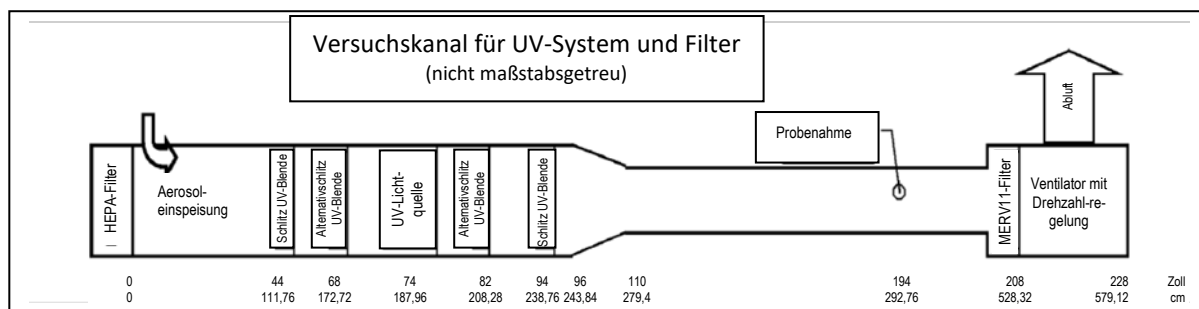 Versuchskanal für UV-System und Filter
(nicht maßstabsgetreu)
Abluft
Probenahme
HEPA-Filter
Aerosol-
einspeisung
Schlitz UV-Blende
Alternativschlitz
UV-Blende
UV-Licht-
quelle
Alternativschlitz
UV-Blende
Schlitz UV-Blende
MERV11-Filter
Ventilator mit
Drehzahl-re-
gelung
0 44 68 74 82 94 96 110 194 208 228 Zoll
0 111,76 172,72 187,96 208,28 238,76 243,84 279,4 292,76 528,32 579,12 cm